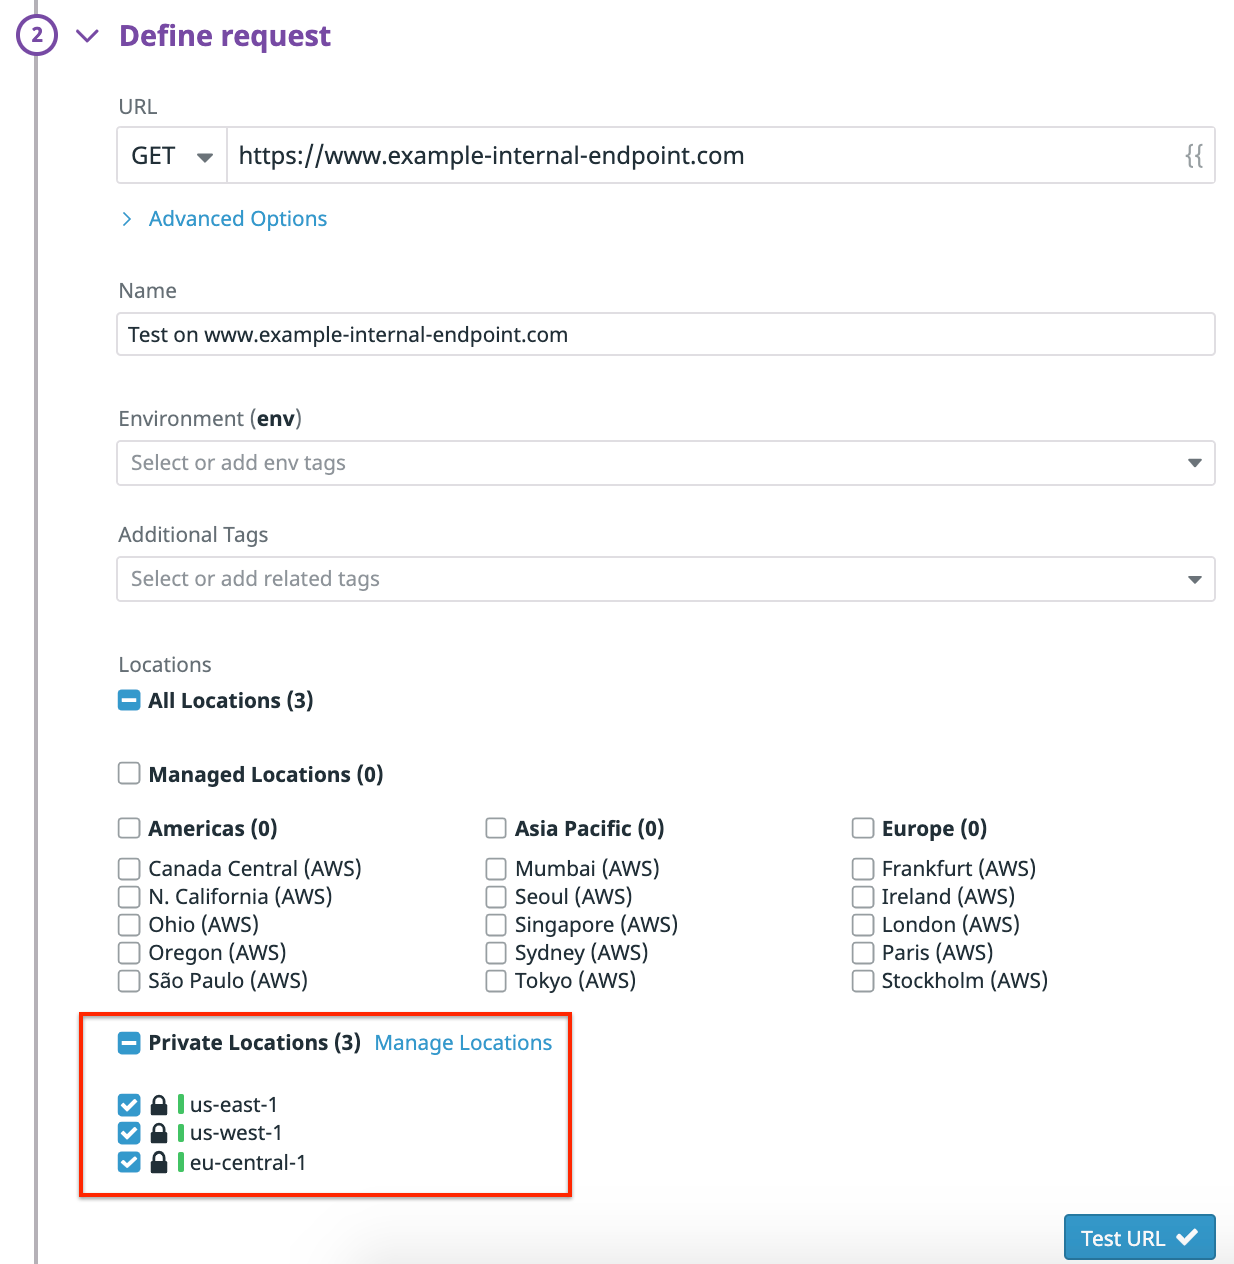 2 Define request
URL
GET https://www.example-internal-endpoint.com {{
Advanced Options
Name
Test on www.example-internal-endpoint.com
Environment (env)
Select or add env tags
Additional Tags
Select or add related tags
Locations
All Locations (3)
Managed Locations (0)
Americas (0) Asia Pacific (0) Europe (0)
Canada Central (AWS) Mumbai (AWS) Frankfurt (AWS)
N. California (AWS) Seoul (AWS) Ireland (AWS)
Ohio (AWS) Singapore (AWS) London (AWS)
Oregon (AWS) Sydney (AWS) Paris (AWS)
São Paulo (AWS) Tokyo (AWS) Stockholm (AWS)
Private Locations (3) Manage Locations
us-east-1
us-west-1
eu-central-1
Test URL